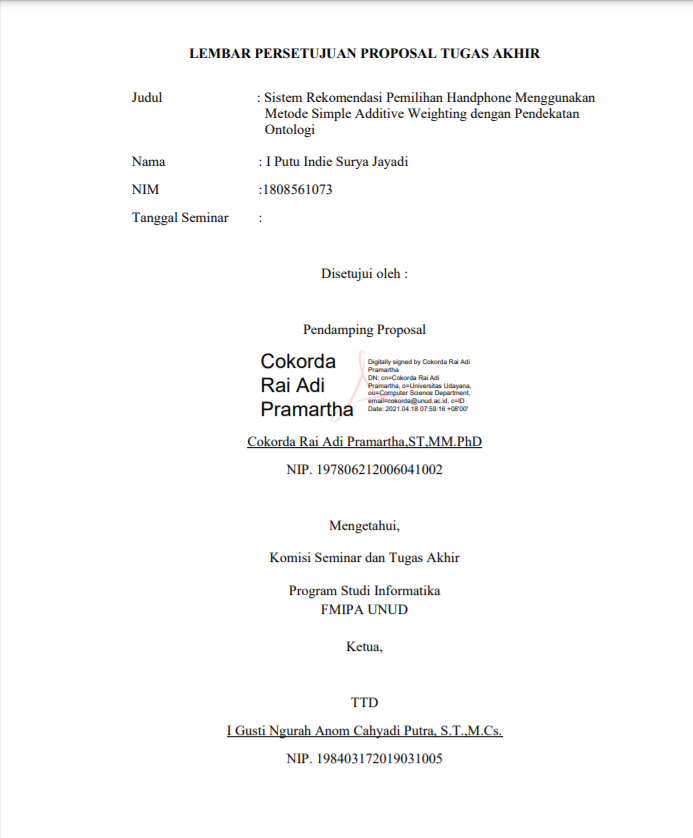 LEMBAR PERSETUJUAN PROPOSAL TUGAS AKHIR
Judul : Sistem Rekomendasi Pemilihan Handphone Menggunakan
Metode Simple Additive Weighting dengan Pendekatan
Ontologi
Nama : I Putu Indie Surya Jayadi
NIM :1808561073
Tanggal Seminar :
Disetujui oleh :
Pendamping Proposal
Cokorda
Rai Adi
Pramartha
Digitally signed by Cokorda Rai Adi
Pramartha
DN: cn=Cokorda Rai Adi
Pramartha, o=Universitas Udayana,
ou=Computer Science Department,
email=cokorda@unud.ac.id, c=ID
Date: 2021.04.18 07:59:16 +08'00'
Cokorda Rai Adi Pramartha,ST,MM.PhD
NIP. 197806212006041002
Mengetahui,
Komisi Seminar dan Tugas Akhir
Program Studi Informatika
FMIPA UNUD
Ketua,
TTD
I Gusti Ngurah Anom Cahyadi Putra, S.T.,M.Cs.
NIP. 198403172019031005